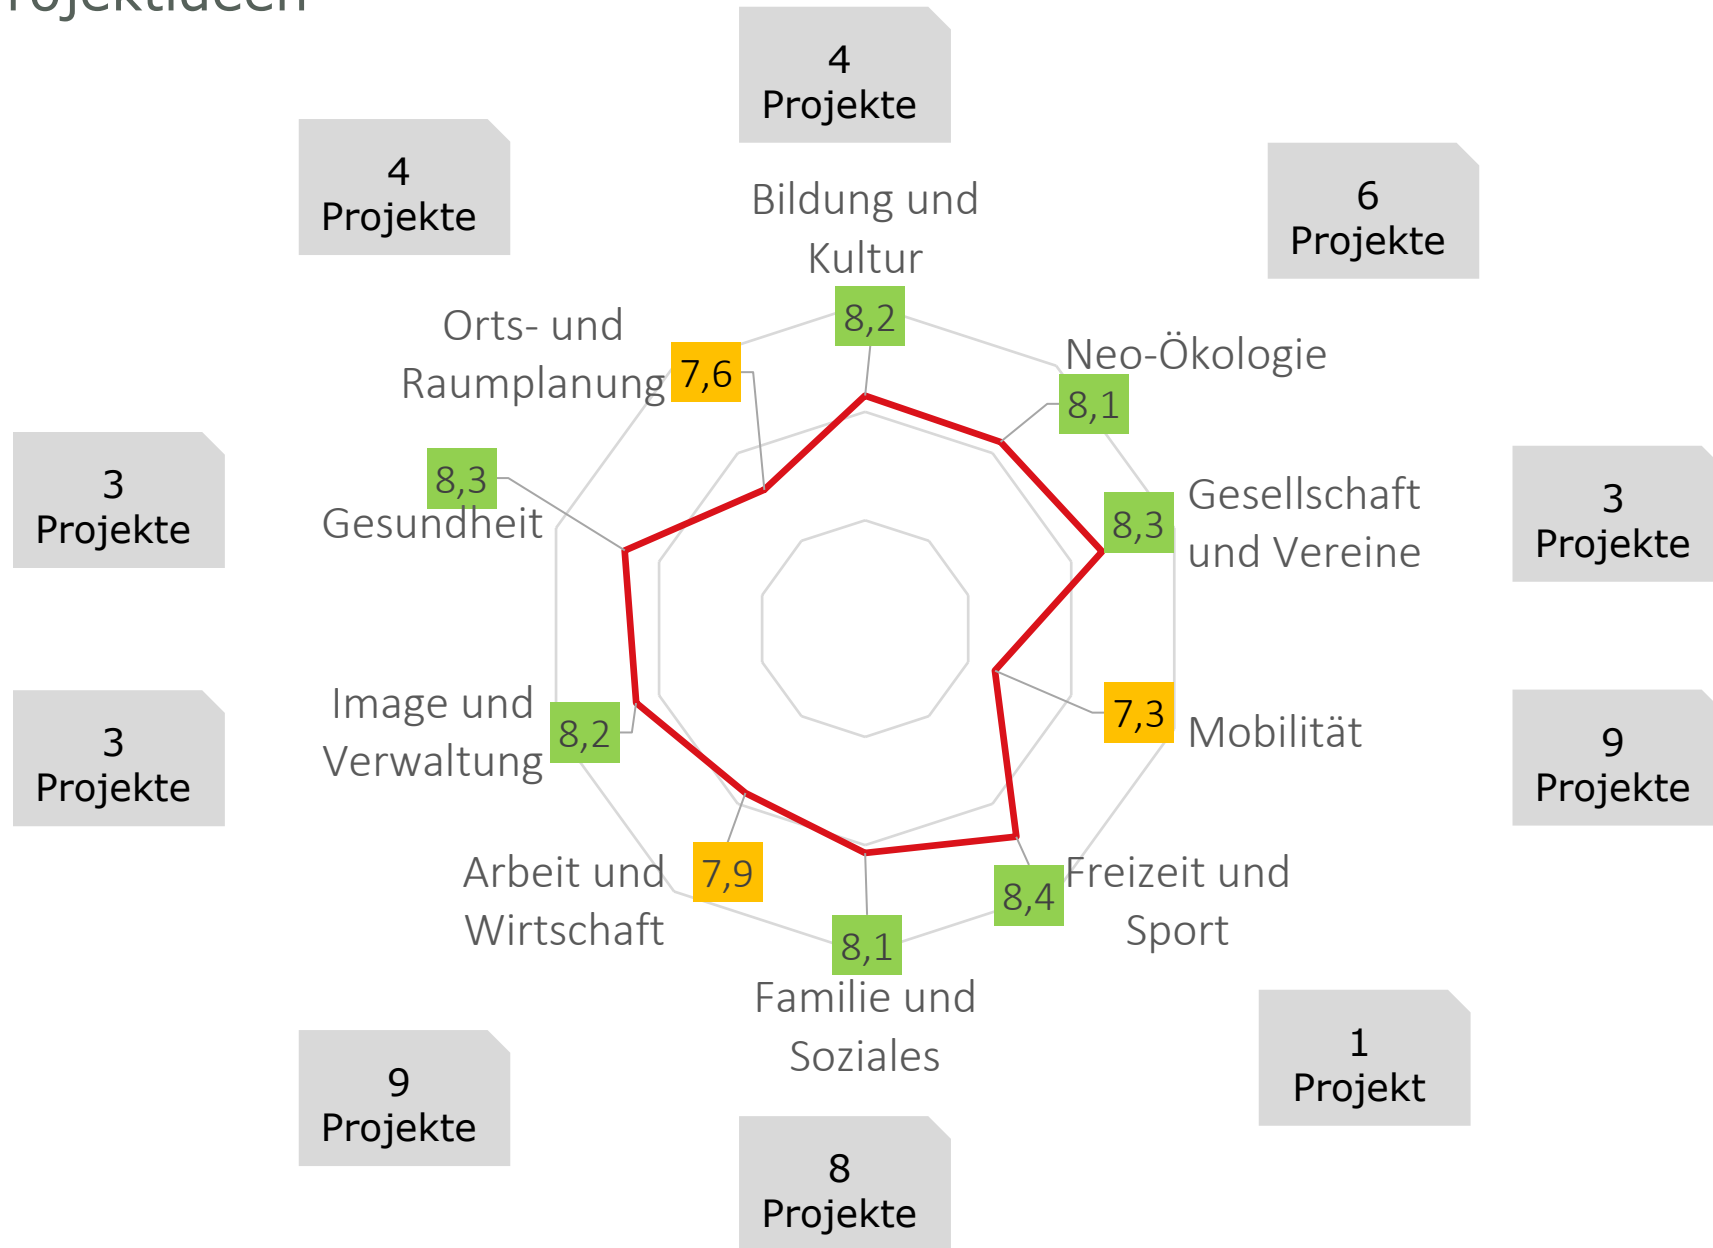 rojektideen
4
Projekte
4
Projekte
6
Projekte
Bildung und
Kultur
8,2
Orts- und
Raumplanung
7,6
Neo-Ökologie
8,1
3
Projekte
8,3
Gesundheit
Gesellschaft
und Vereine
8,3
3
Projekte
3
Projekte
Image und
Verwaltung
8,2
7,3
Mobilität
9
Projekte
Arbeit und
Wirtschaft
7,9
8,1
Familie und
Soziales
8,4
Freizeit und
Sport
9
Projekte
8
Projekte
1
Projekt